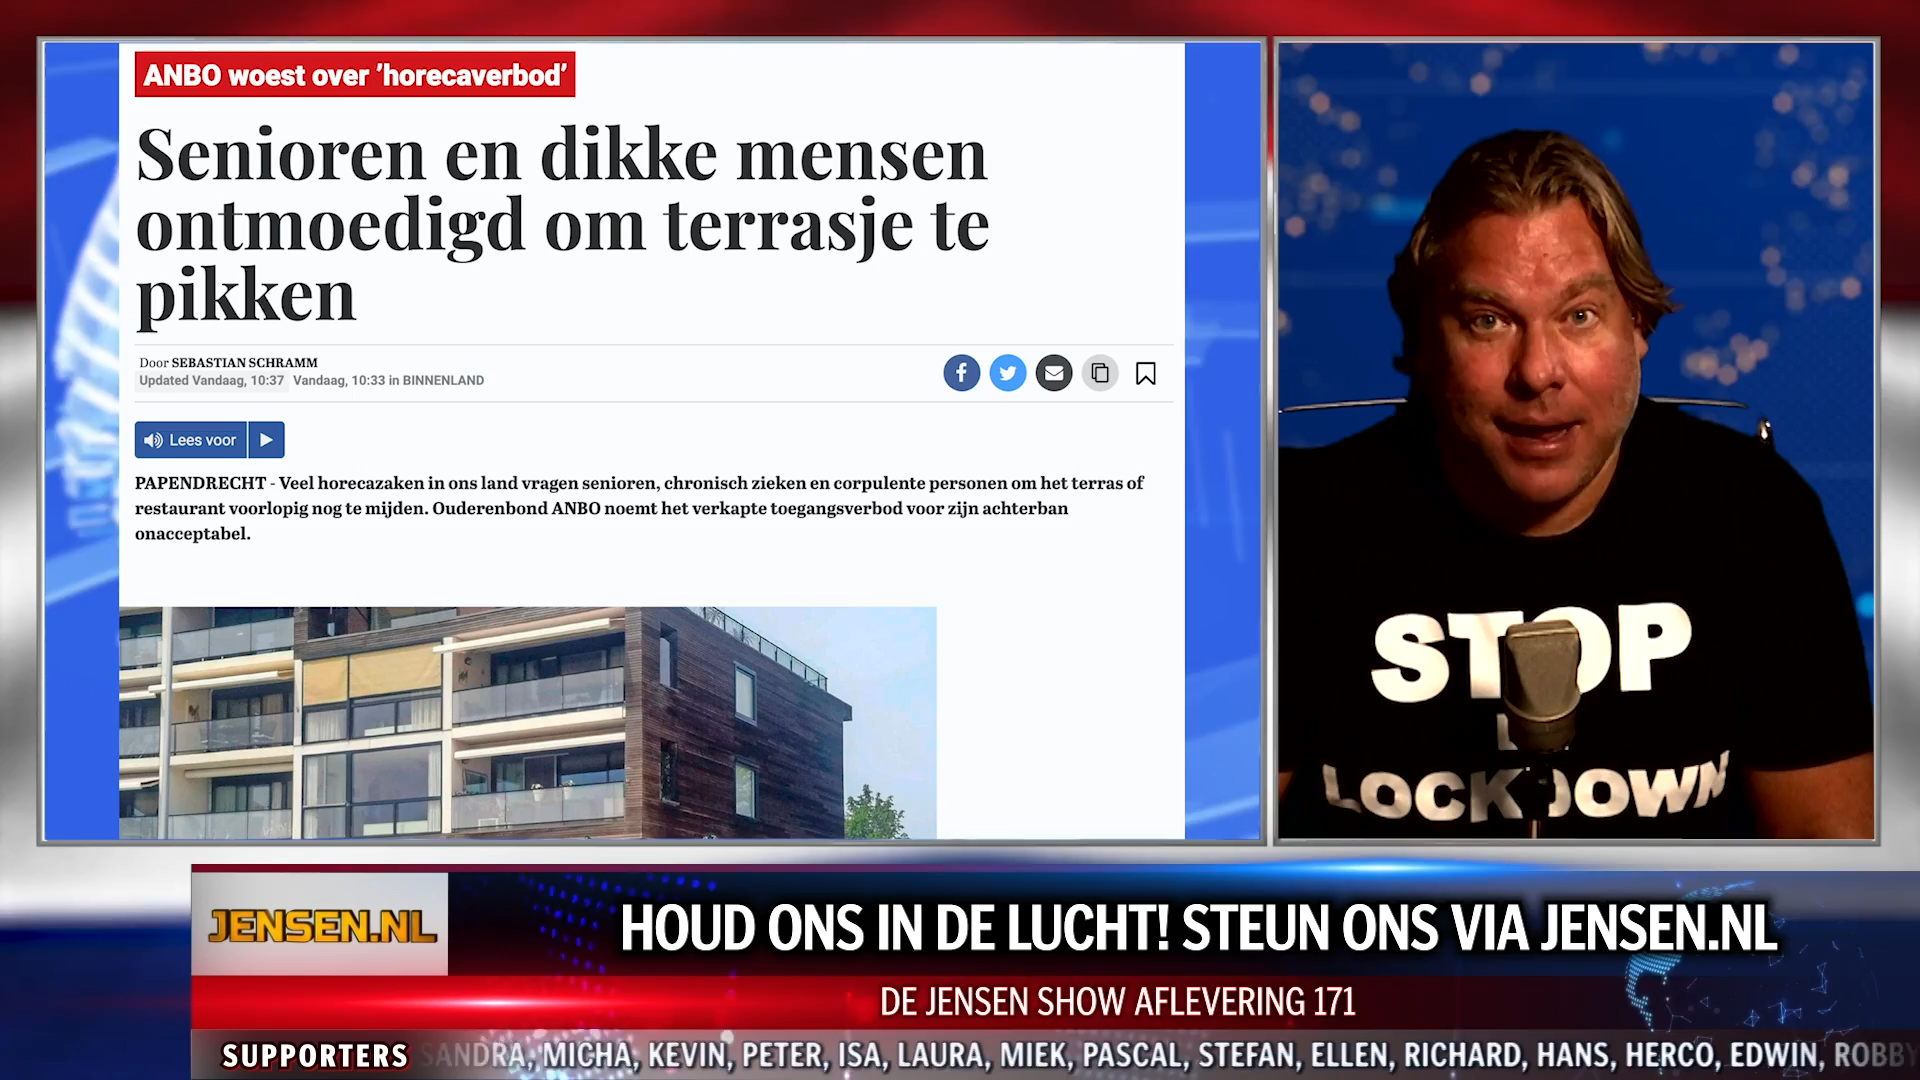 ANBO woest over 'horecaverbod'
Senioren en dikke mensen
ontmoedigd om terrasje te
pikken
Door SEBASTIAN SCHRAMM
Updated Vandaag, 10:37 Vandaag, 10:33 in BINNENLAND
Lees voor
PAPENDRECHT - Veel horecazaken in ons land vragen senioren, chronisch zieken en corpulente personen om het terras of
restaurant voorlopig nog te mijden. Ouderenbond ANBO noemt het verkapte toegangsverbod voor zijn achterban
onacceptabel.
STOP
LOCKDOWN
JENSEN.NL
HOUD ONS IN DE LUCHT! STEUN ONS VIA JENSEN.NL
DE JENSEN SHOW AFLEVERING 171
SUPPORTERS SANDRA, MICHA, KEVIN, PETER, ISA, LAURA, MIEK, PASCAL, STEFAN, ELLEN, RICHARD, HANS, HERCO, EDWIN, ROBBY